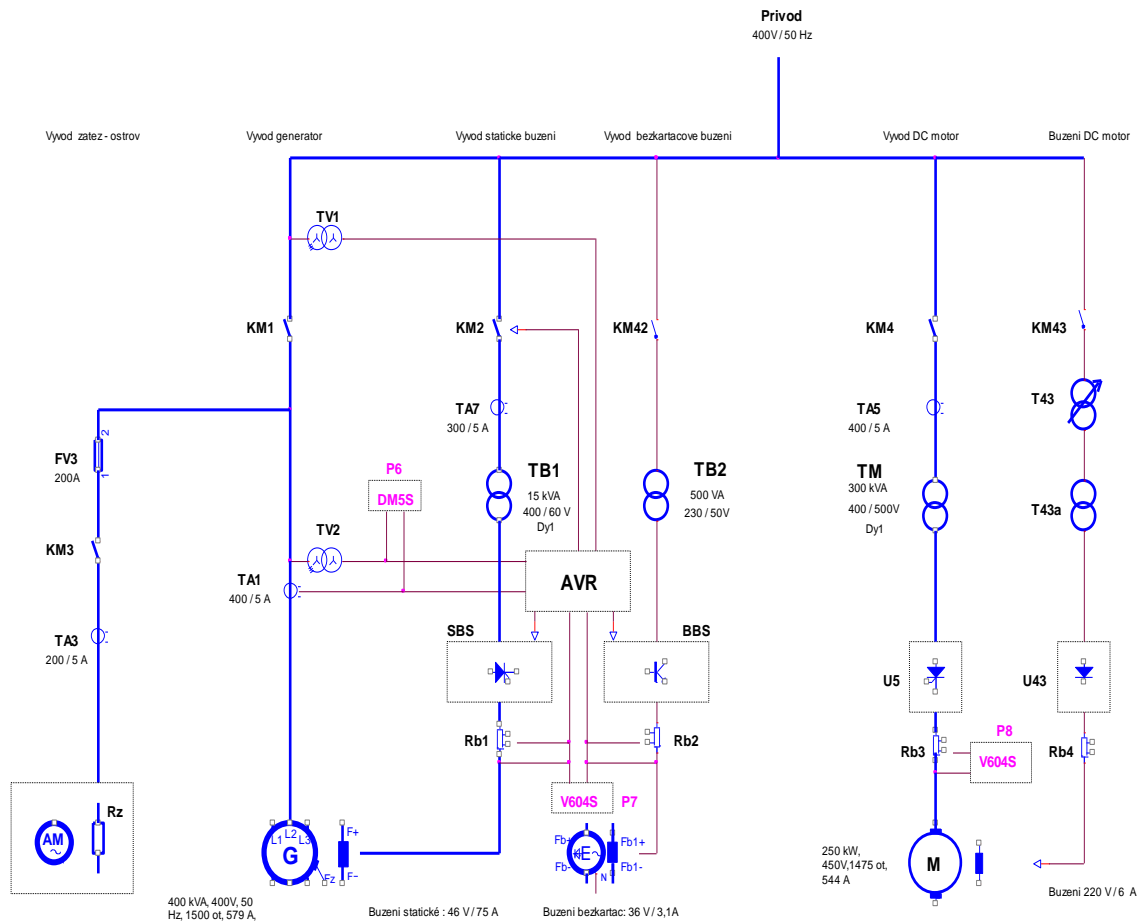 Privod
400V / 50 Hz
Vyvod zatez - ostrov
Vyvod generator
Vyvod staticke buzeni
Vyvod bezkartacove buzeni
Vyvod DC motor
Buzeni DC motor
TV1
KM1
KM2
KM42
KM4
KM43
TA7
300 / 5 A
TA5
400 / 5 A
T43
FV3
200A
2
1
P6
DM5S
TB1
15 kVA
400 / 60 V
Dy1
TB2
500 VA
230 / 50V
TM
300 kVA
400 / 500V
Dy1
T43a
KM3
TV2
TA1
400 / 5 A
AVR
TA3
200 / 5 A
SBS
BBS
U5
U43
Rb1
Rb2
Rb3
Rb4
P8
V604S
V604S
P7
Rz
AM
L1
L2
L3
G
Fz
F+
F-
Fb+
Fb-
E
N
Fb1+
Fb1-
M
400 kVA, 400V, 50
Hz, 1500 ot, 579 A,
Buzeni statické : 46 V / 75 A
Buzeni bezkartac: 36 V / 3,1A
250 kW,
450V,1475 ot,
544 A
Buzeni 220 V / 6 A